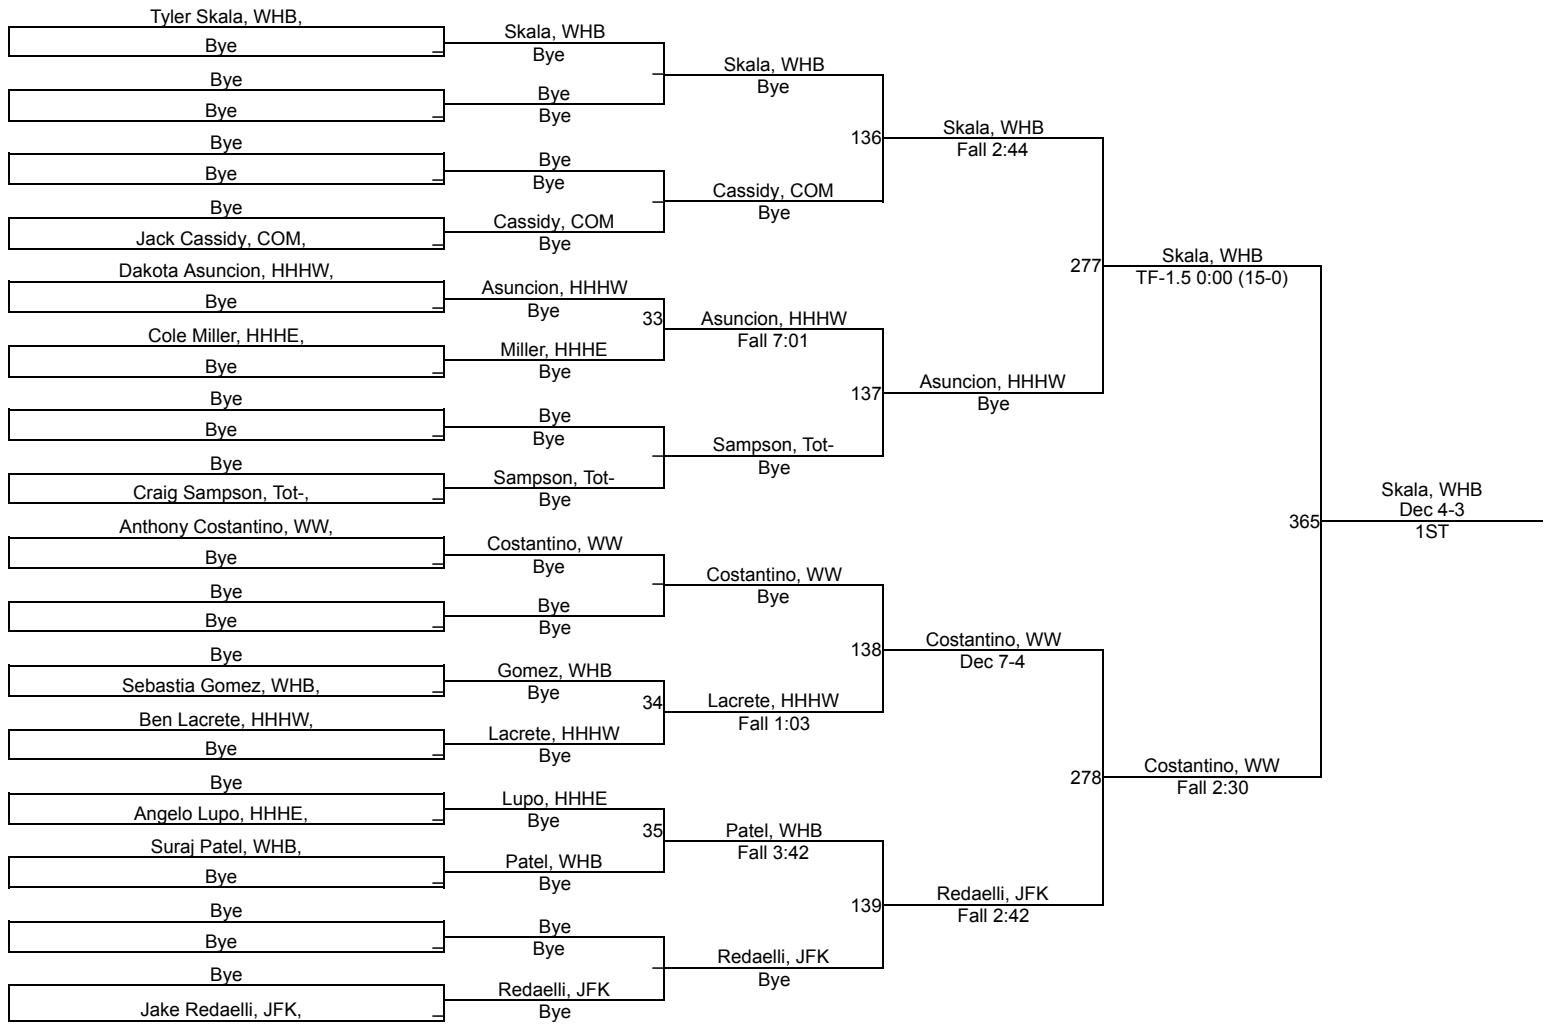 Tyler Skala, WHB,
Bye
Bye
Bye
Bye
Bye
Bye
Jack Cassidy, COM,
Dakota Asuncion, HHHW,
Bye
Cole Miller, HHHE,
Bye
Bye
Bye
Bye
Craig Sampson, Tot-,
Anthony Costantino, WW,
Bye
Bye
Bye
Bye
Sebastia Gomez, WHB,
Ben Lacrete, HHHW,
Bye
Bye
Angelo Lupo, HHHE,
Suraj Patel, WHB,
Bye
Bye
Bye
Bye
Jake Redaelli, JFK,
Skala, WHB
Bye
Bye
Bye
Bye
Bye
Cassidy, COM
Bye
Asuncion, HHHW
Bye
33
Miller, HHHE
Bye
Bye
Bye
Sampson, Tot-
Bye
Costantino, WW
Bye
Bye
Bye
Gomez, WHB
Bye
34
Lacrete, HHHW
Bye
Lupo, HHHE
Bye
35
Patel, WHB
Bye
Bye
Bye
Redaelli, JFK
Bye
Skala, WHB
Bye
136
Cassidy, COM
Bye
Asuncion, HHHW
Fall 7:01
137
Sampson, Tot-
Bye
Costantino, WW
Bye
138
Lacrete, HHHW
Fall 1:03
Patel, WHB
Fall 3:42
139
Redaelli, JFK
Bye
Skala, WHB
Fall 2:44
277
Asuncion, HHHW
Bye
Costantino, WW
Dec 7-4
278
Redaelli, JFK
Fall 2:42
Skala, WHB
TF-1.5 0:00 (15-0)
365
Costantino, WW
Fall 2:30
Skala, WHB
Dec 4-3
1ST